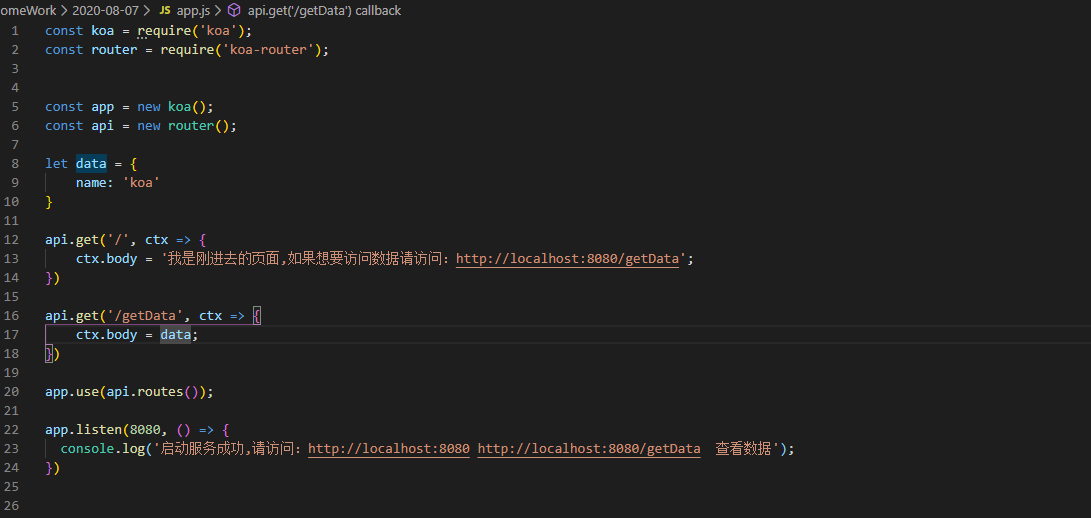 omeWork > 2020-08-07 > JS app.js > api.get('/getData') callback
1 const koa = require('koa');
2 const router = require('koa-router');
3
4
5 const app = new koa();
6 const api = new router();
7
8 let data = {
9     name: 'koa'
10 }
11
12 api.get('/', ctx => {
13     ctx.body = '我是刚进去的页面,如果想要访问数据请访问：http://localhost:8080/getData';
14 })
15
16 api.get('/getData', ctx => {
17     ctx.body = data;
18 })
19
20 app.use(api.routes());
21
22 app.listen(8080, () => {
23   console.log('启动服务成功,请访问：http://localhost:8080 http://localhost:8080/getData  查看数据');
24 })
25
26